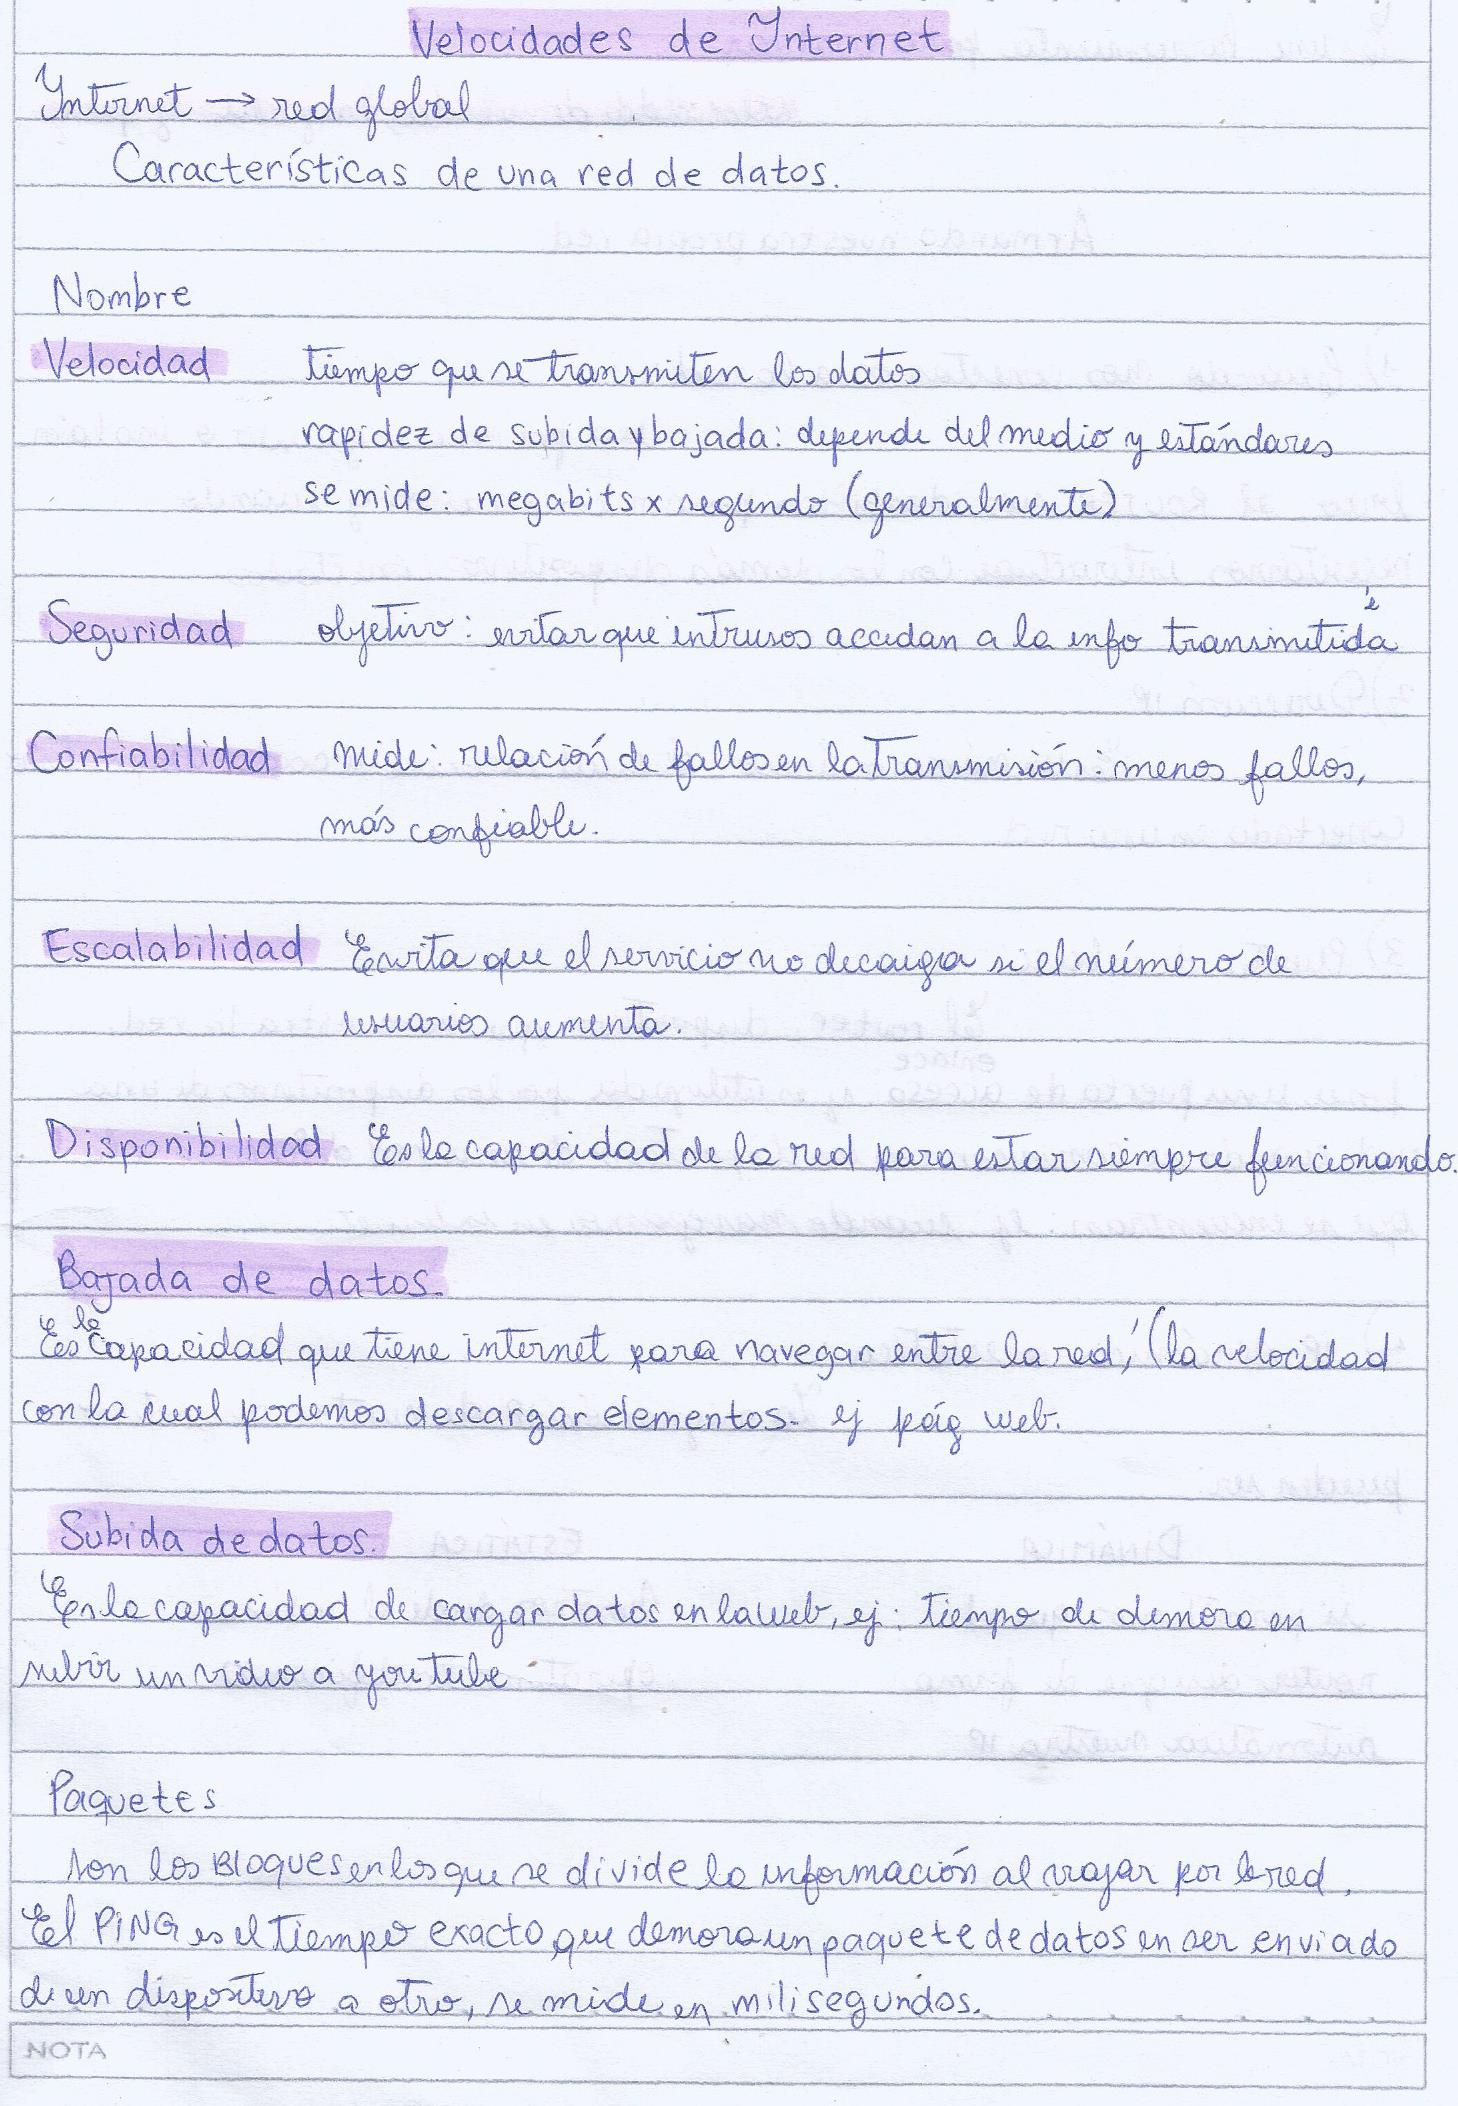 Velocidades de Internet
Internet → red global
Características de una red de datos.
Nombre
Velocidad tiempo que se transmiten los datos
rapidez de subida y bajada: depende del medio y estándares
se mide: megabits x segundo (generalmente)
Seguridad objetivo: evitar que intrusos accedan a la info transmitida
Confiabilidad mide: relación de fallos en la transmisión: menos fallos,
más confiable.
Escalabilidad Evita que el servicio no decaiga si el número de
usuarios aumenta.
Disponibilidad Es la capacidad de la red para estar siempre funcionando.
Bajada de datos.
Es la capacidad que tiene internet para navegar entre la red, (la velocidad
con la cual podemos descargar elementos. ej pág web.
Subida de datos.
Es la capacidad de cargar datos en la web, ej: tiempo de demora en
subir un video a youtube
Paquetes
son los Bloques en los que se divide la información al viajar por la red.
El PiNG es el tiempo exacto que demora un paquete de datos en ser enviado
de un dispositivo a otro, se mide en milisegundos.
NOTA